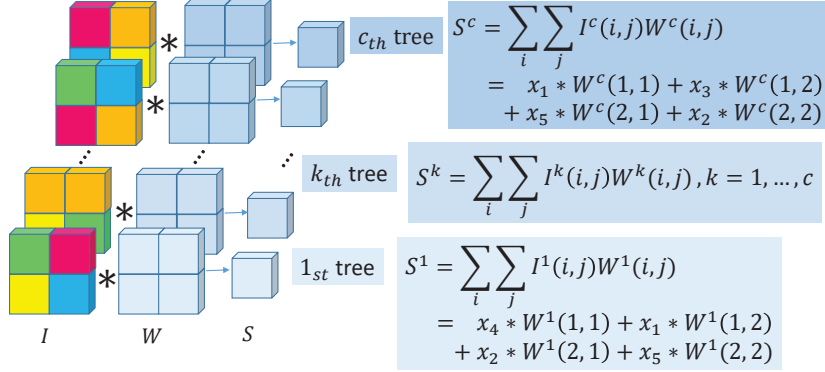 * c_th tree
S^c = ∑_i ∑_j I^c(i,j)W^c(i,j)
= x_1 * W^c(1,1) + x_3 * W^c(1,2)
+ x_5 * W^c(2,1) + x_2 * W^c(2,2)
*
* k_th tree
S^k = ∑_i ∑_j I^k(i,j)W^k(i,j) , k = 1, … , c
* 1_st tree
S^1 = ∑_i ∑_j I^1(i,j)W^1(i,j)
= x_4 * W^1(1,1) + x_1 * W^1(1,2)
+ x_2 * W^1(2,1) + x_5 * W^1(2,2)
I W S